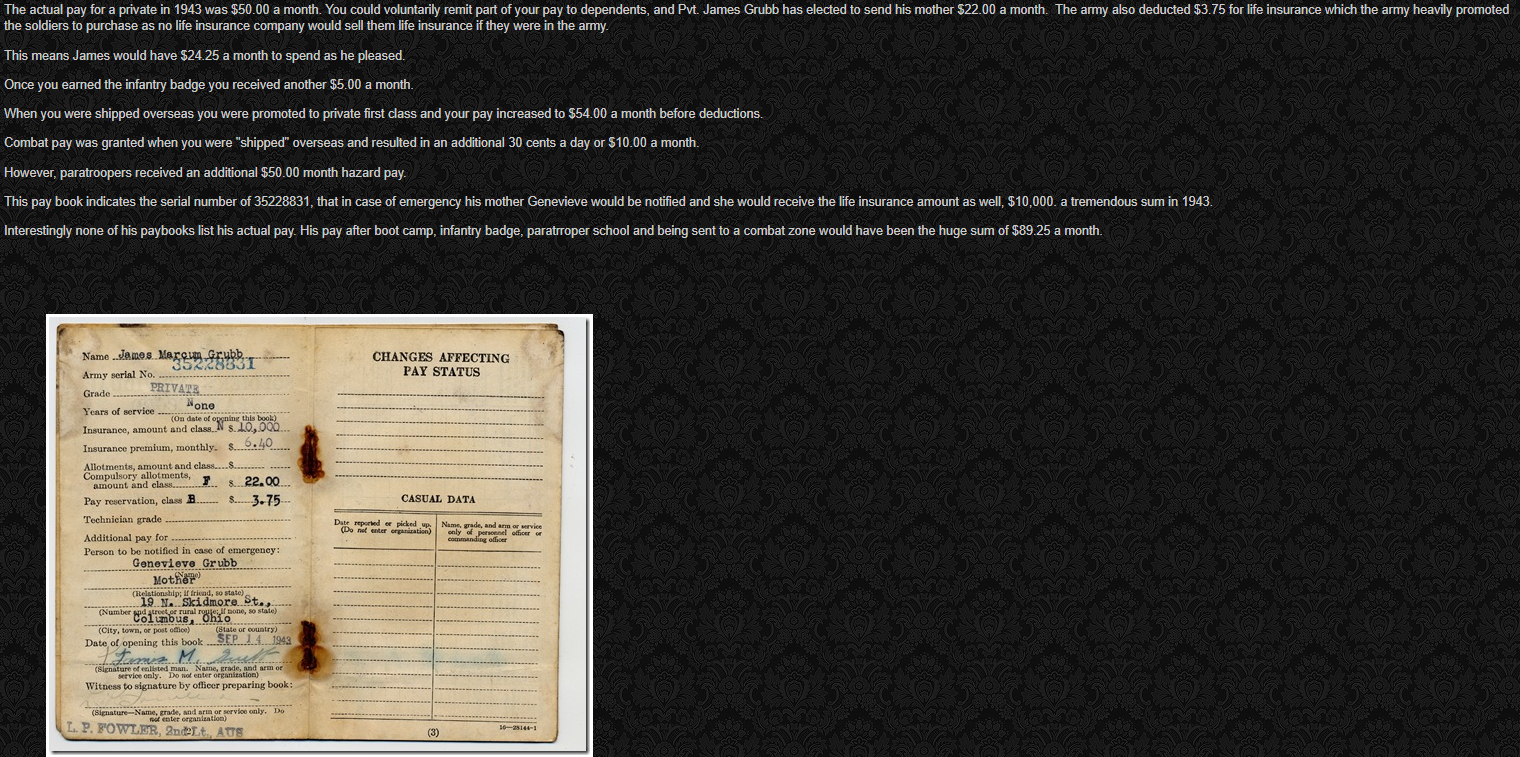 The actual pay for a private in 1943 was $50.00 a month. You could voluntarily remit part of your pay to dependents, and Pvt. James Grubb has elected to send his mother $22.00 a month.  The army also deducted $3.75 for life insurance which the army heavily promoted
the soldiers to purchase as no life insurance company would sell them life insurance if they were in the army.
This means James would have $24.25 a month to spend as he pleased.
Once you earned the infantry badge you received another $5.00 a month.
When you were shipped overseas you were promoted to private first class and your pay increased to $54.00 a month before deductions.
Combat pay was granted when you were "shipped" overseas and resulted in an additional 30 cents a day or $10.00 a month.
However, paratroopers received an additional $50.00 month hazard pay.
This pay book indicates the serial number of 35228831, that in case of emergency his mother Genevieve would be notified and she would receive the life insurance amount as well, $10,000. a tremendous sum in 1943.
Interestingly none of his paybooks list his actual pay. His pay after boot camp, infantry badge, paratrroper school and being sent to a combat zone would have been the huge sum of $89.25 a month.
Name James Marcum Grubb
35228831
Army serial No.
Grade PRIVATE
Years of service None
(On date of opening this book)
Insurance, amount and class N $ 10,000
Insurance premium, monthly $ 6.40
Allotments, amount and class $
Compulsory allotments,
amount and class F $ 22.00
Pay reservation, class B $ 3.75
Technician grade
Additional pay for
Person to be notified in case of emergency:
Genevieve Grubb
(Name)
Mother
(Relationship; if friend, so state)
19 N. Skidmore St.,
(Number and street or rural route; if none, so state)
Columbus, Ohio
(City, town, or post office) (State or country)
Date of opening this book SEP 14 1943
James M. Grubb
(Signature of enlisted man. Name, grade, and arm or
service only. Do not enter organization)
Witness to signature by officer preparing book:
(Signature—Name, grade, and arm or service only. Do
not enter organization)
L. P. FOWLER, 2nd Lt., AUS
CHANGES AFFECTING
PAY STATUS
CASUAL DATA
Date reported or picked up.
(Do not enter organization)
Name, grade, and arm or service
only of personnel officer or
commanding officer
(3)
16—28144-1